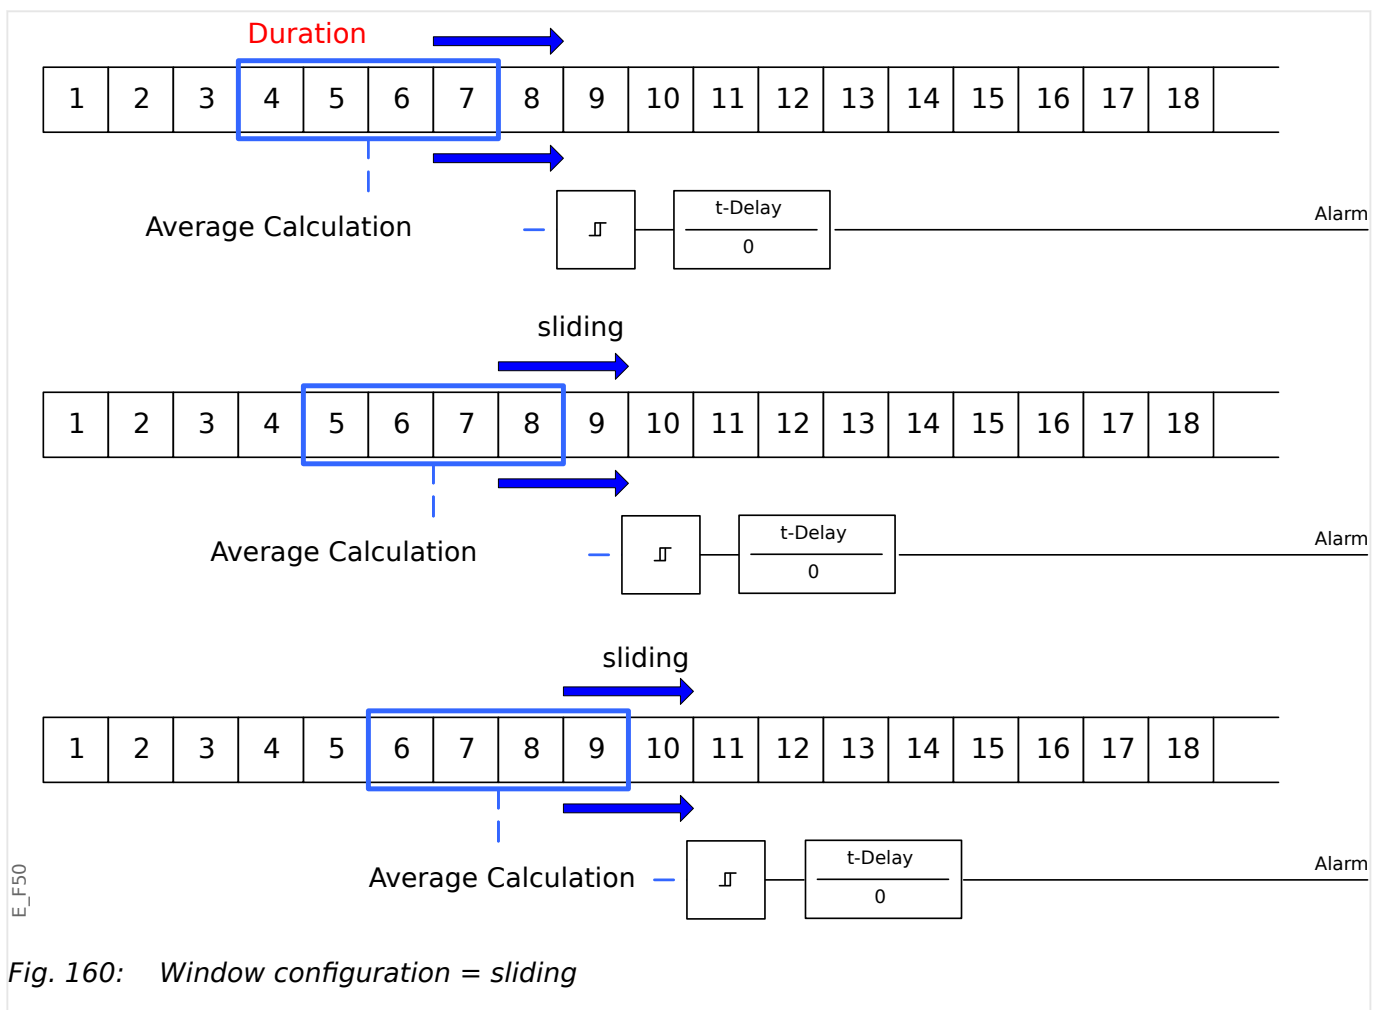 Duration
1 2 3 4 5 6 7 8 9 10 11 12 13 14 15 16 17 18
Average Calculation
t-Delay
0
Alarm
sliding
1 2 3 4 5 6 7 8 9 10 11 12 13 14 15 16 17 18
Average Calculation
t-Delay
0
Alarm
sliding
1 2 3 4 5 6 7 8 9 10 11 12 13 14 15 16 17 18
Average Calculation
t-Delay
0
Alarm
E_F50
Fig. 160: Window configuration = sliding